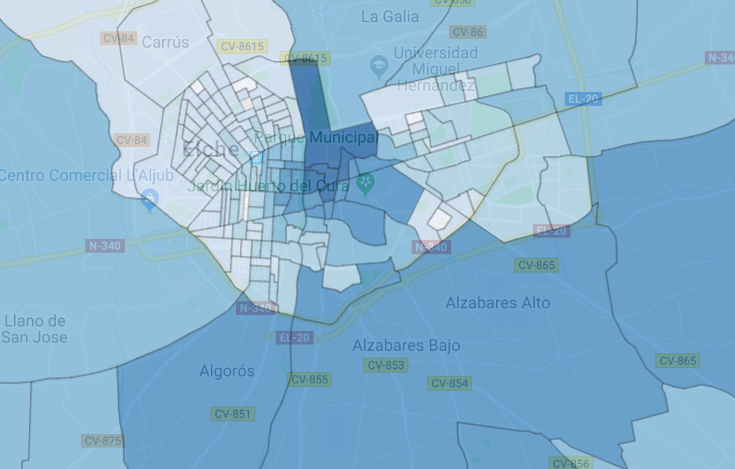 CV-856
La Galia
CV-84
Carrús
CV-8615
CV-86
CV-8615
Universidad
Miguel
Hernández
N-34
EL-20
CV-84
Parque Municipal
Elche
Centro Comercial L'Aljub
Jardín Huerto del Cura
N-340
N-340
EL-20
CV-865
Alzabares Alto
N-340
Llano de
San Jose
EL-20
Alzabares Bajo
CV-865
Algorós
CV-855
CV-853
CV-854
CV-851
CV-875
CV-856